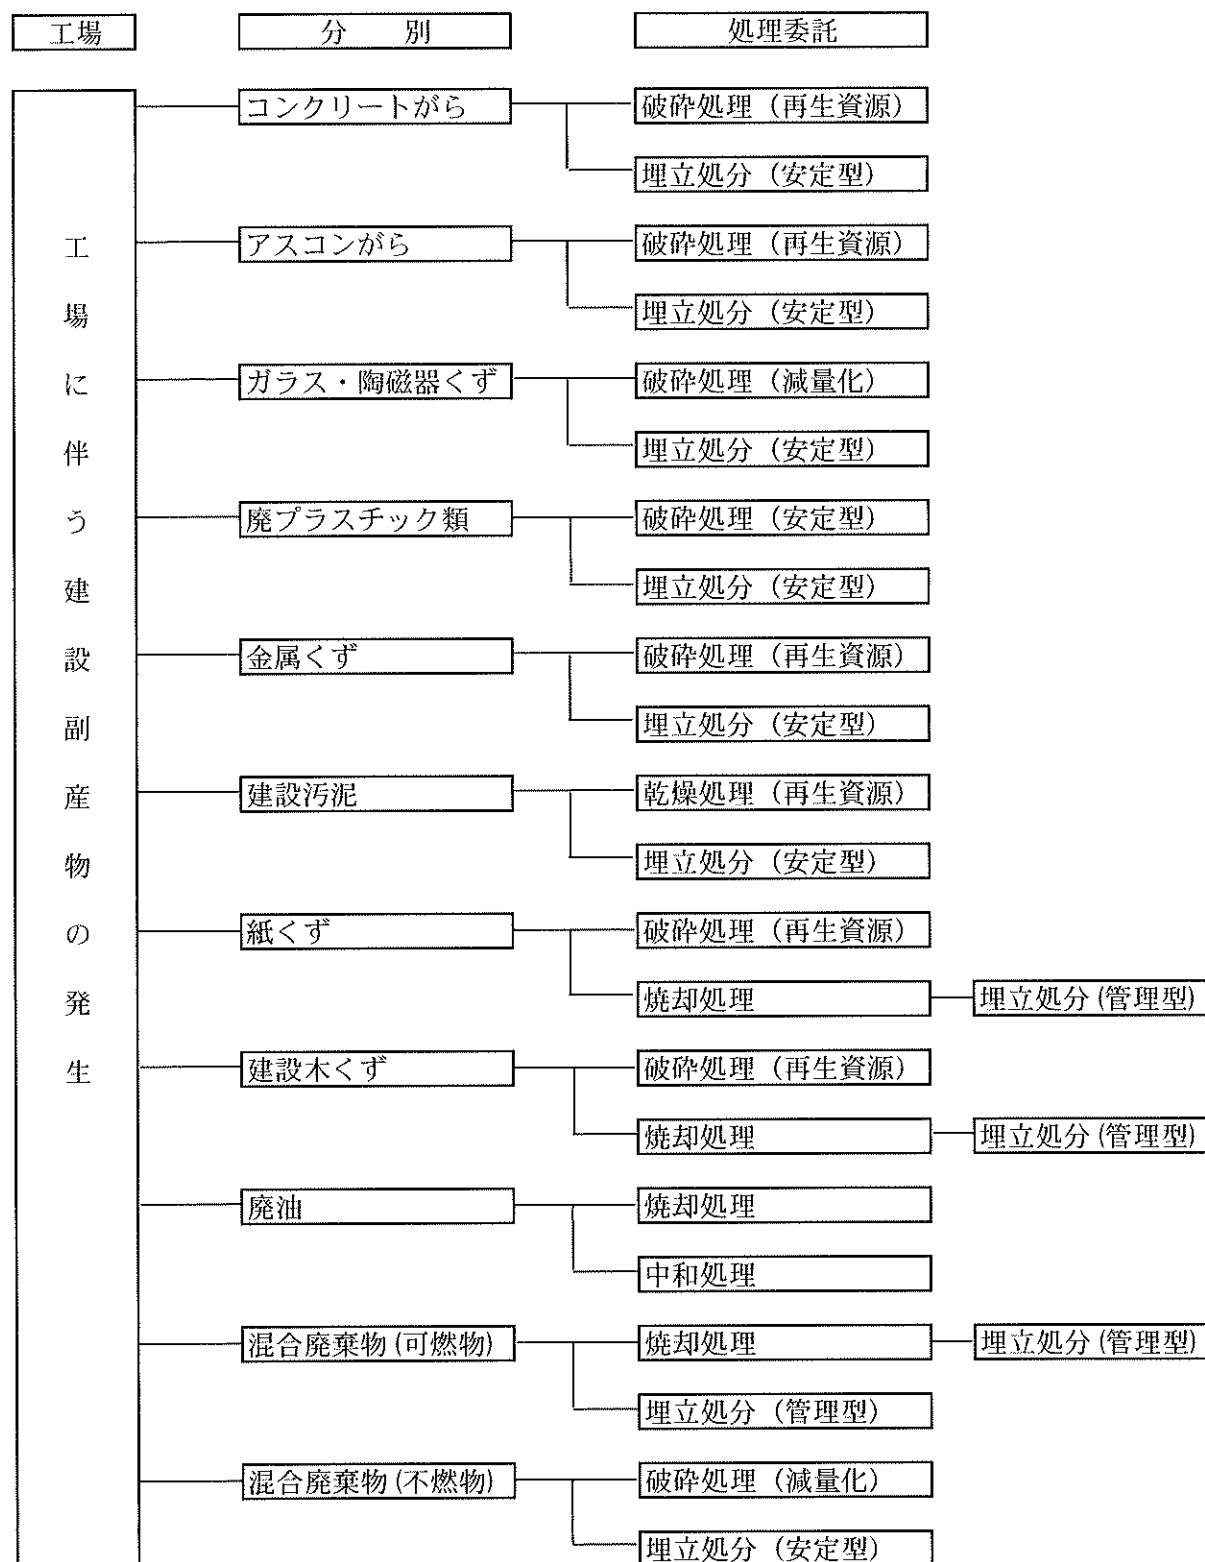 工場 分　別 処理委託
工場に伴う建設副産物の発生
コンクリートがら 破砕処理（再生資源）
埋立処分（安定型）
アスコンがら 破砕処理（再生資源）
埋立処分（安定型）
ガラス・陶磁器くず 破砕処理（減量化）
埋立処分（安定型）
廃プラスチック類 破砕処理（安定型）
埋立処分（安定型）
金属くず 破砕処理（再生資源）
埋立処分（安定型）
建設汚泥 乾燥処理（再生資源）
埋立処分（安定型）
紙くず 破砕処理（再生資源）
焼却処理 埋立処分(管理型)
建設木くず 破砕処理（再生資源）
焼却処理 埋立処分(管理型)
廃油 焼却処理
中和処理
混合廃棄物(可燃物) 焼却処理 埋立処分(管理型)
埋立処分（管理型）
混合廃棄物(不燃物) 破砕処理（減量化）
埋立処分（安定型）